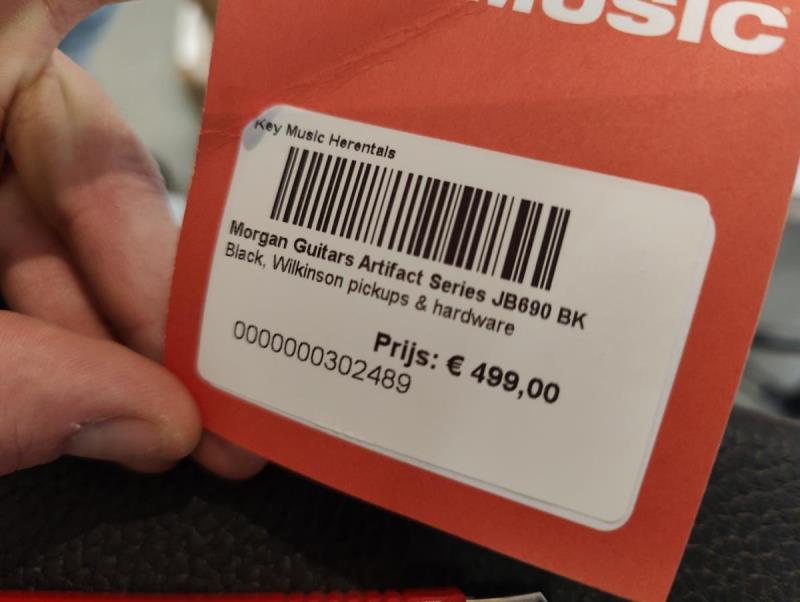 MUSIC
Key Music Herentals
Morgan Guitars Artifact Series JB690 BK
Black, Wilkinson pickups & hardware
Prijs: € 499,00
0000000302489